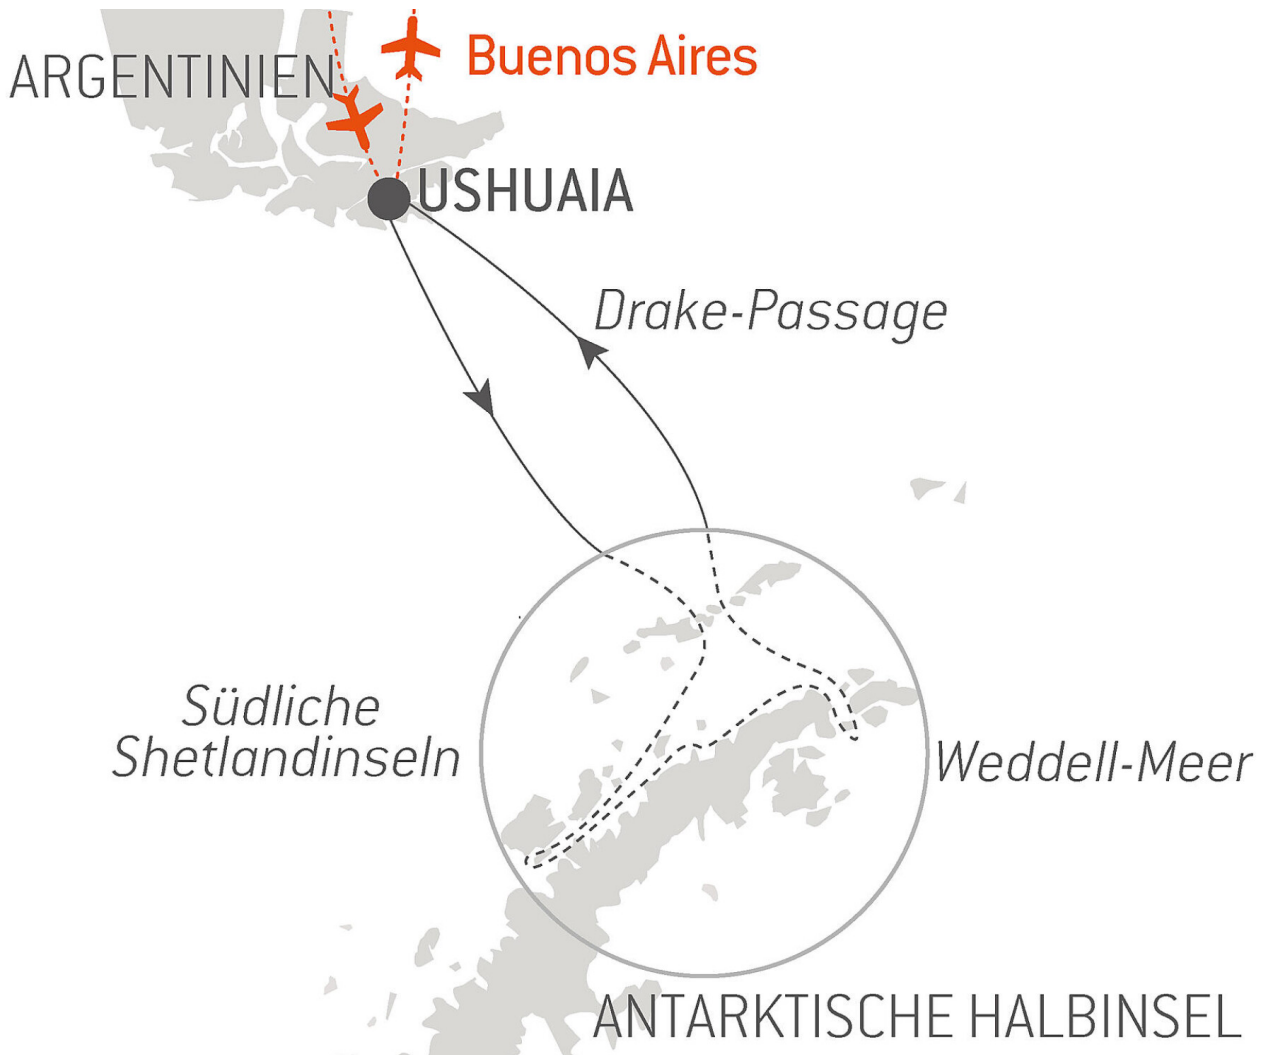 ARGENTINIEN
Buenos Aires
USHUAIA
Drake-Passage
Südliche
Shetlandinseln
Weddell-Meer
ANTARKTISCHE HALBINSEL